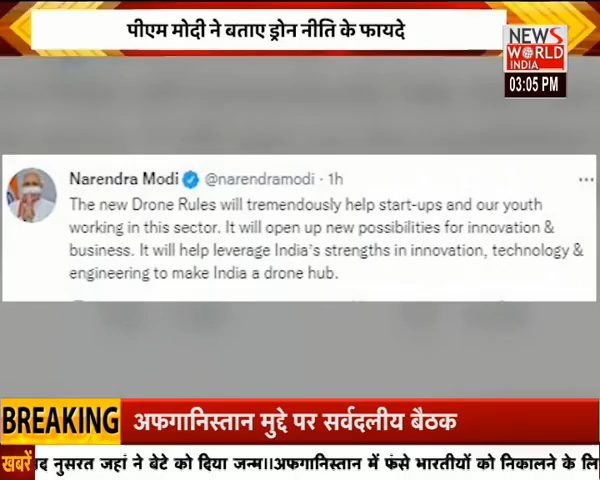 पीएम मोदी ने बताए ड्रोन नीति के फायदे
NEWS
WORLD
INDIA
03:05 PM
Narendra Modi @narendramodi · 1h
The new Drone Rules will tremendously help start-ups and our youth
working in this sector. It will open up new possibilities for innovation &
business. It will help leverage India's strengths in innovation, technology &
engineering to make India a drone hub.
BREAKING अफगानिस्तान मुद्दे पर सर्वदलीय बैठक
खबरें द नुसरत जहां ने बेटे को दिया जन्म।।अफगानिस्तान में फंसे भारतीयों को निकालने के लि